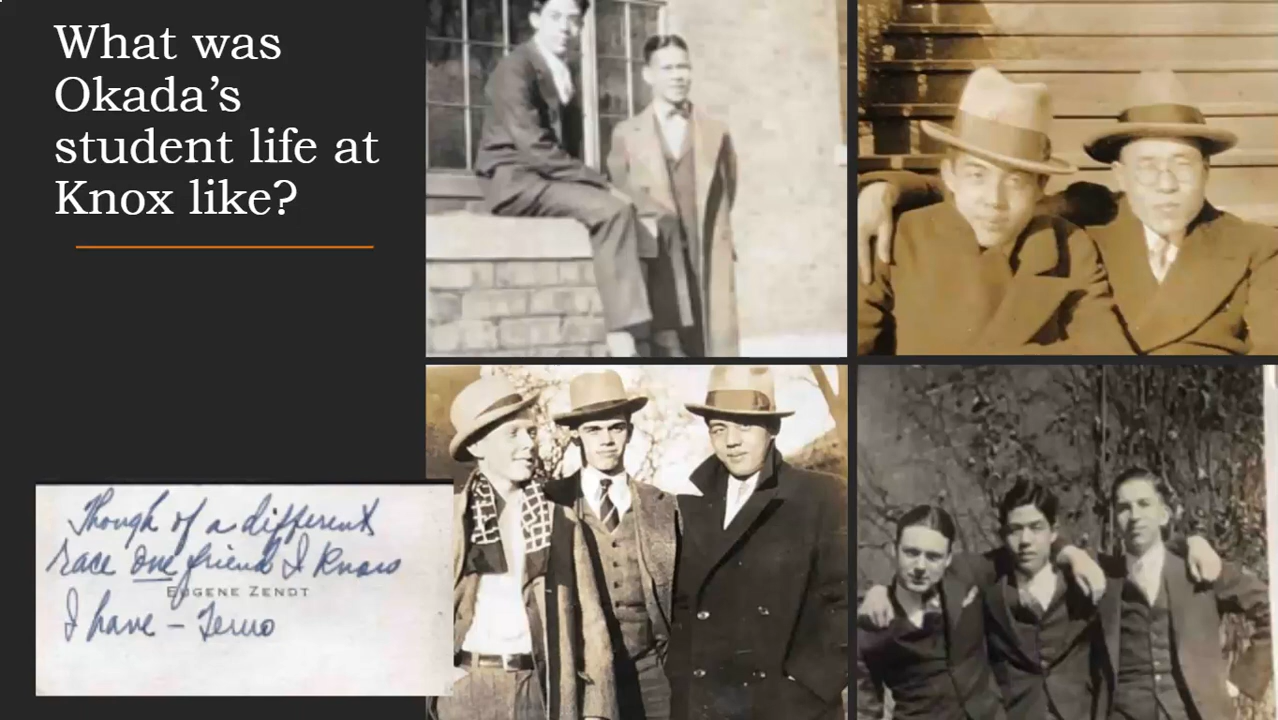 What was
Okada’s
student life at
Knox like?
Though of a different
race one friend I know
EUGENE ZENDT
I have – Teruo